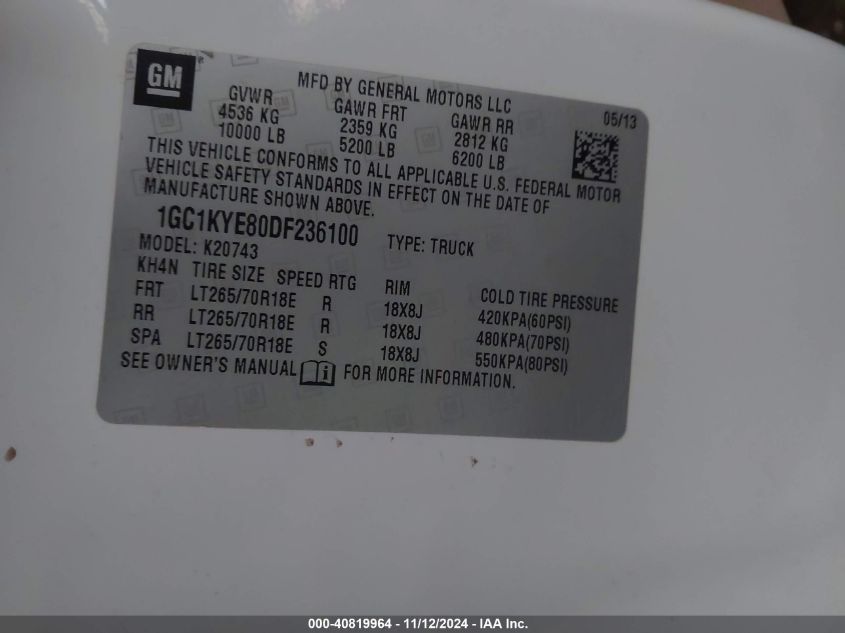 GM
MFD BY GENERAL MOTORS LLC
05/13
GVWR GAWR FRT GAWR RR
4536 KG 2359 KG 2812 KG
10000 LB 5200 LB 6200 LB
THIS VEHICLE CONFORMS TO ALL APPLICABLE U.S. FEDERAL MOTOR
VEHICLE SAFETY STANDARDS IN EFFECT ON THE DATE OF
MANUFACTURE SHOWN ABOVE.
1GC1KYE80DF236100 TYPE: TRUCK
MODEL: K20743
KH4N TIRE SIZE SPEED RTG RIM COLD TIRE PRESSURE
FRT LT265/70R18E R 18X8J 420KPA(60PSI)
RR LT265/70R18E R 18X8J 480KPA(70PSI)
SPA LT265/70R18E S 18X8J 550KPA(80PSI)
SEE OWNER'S MANUAL FOR MORE INFORMATION.
000-40819964 - 11/12/2024 - IAA Inc.